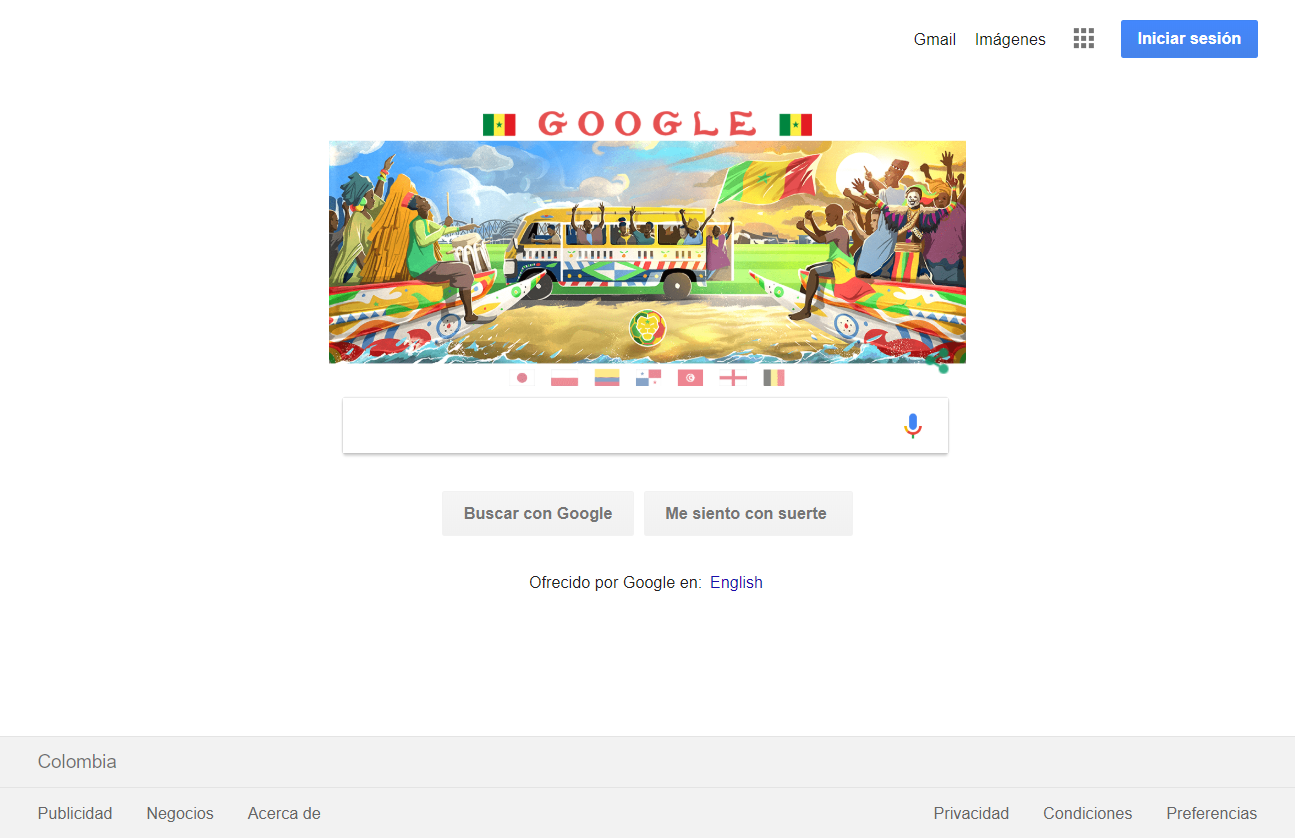 Gmail Imágenes Iniciar sesión
GOOGLE
Buscar con Google Me siento con suerte
Ofrecido por Google en: English
Colombia
Publicidad Negocios Acerca de Privacidad Condiciones Preferencias